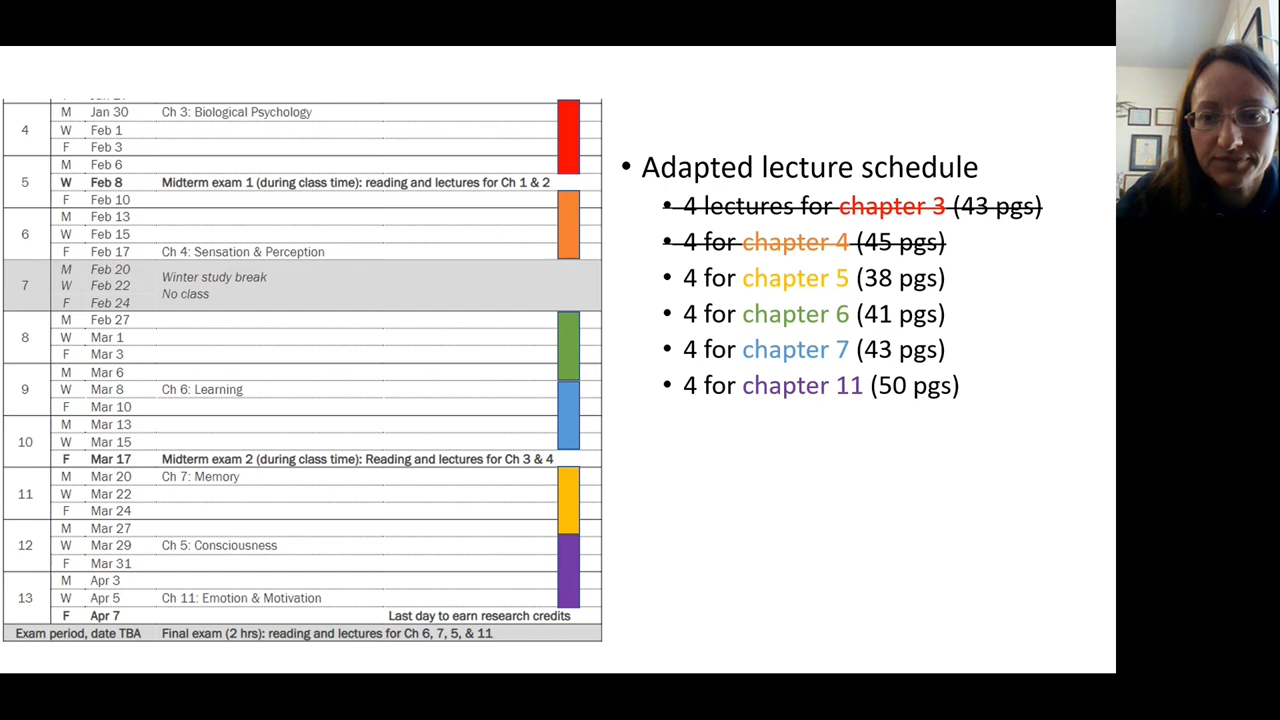 M Jan 30 Ch 3: Biological Psychology
4 W Feb 1
F Feb 3
M Feb 6
5 W Feb 8 Midterm exam 1 (during class time): reading and lectures for Ch 1 & 2
F Feb 10
M Feb 13
6 W Feb 15
F Feb 17 Ch 4: Sensation & Perception
M Feb 20 Winter study break
7 W Feb 22
No class
F Feb 24
M Feb 27
8 W Mar 1
F Mar 3
M Mar 6
9 W Mar 8 Ch 6: Learning
F Mar 10
M Mar 13
10 W Mar 15
F Mar 17 Midterm exam 2 (during class time): Reading and lectures for Ch 3 & 4
M Mar 20 Ch 7: Memory
11 W Mar 22
F Mar 24
M Mar 27
12 W Mar 29 Ch 5: Consciousness
F Mar 31
M Apr 3
13 W Apr 5 Ch 11: Emotion & Motivation
F Apr 7 Last day to earn research credits
Exam period, date TBA Final exam (2 hrs): reading and lectures for Ch 6, 7, 5, & 11
• Adapted lecture schedule
• 4 lectures for chapter 3 (43 pgs)
• 4 for chapter 4 (45 pgs)
• 4 for chapter 5 (38 pgs)
• 4 for chapter 6 (41 pgs)
• 4 for chapter 7 (43 pgs)
• 4 for chapter 11 (50 pgs)